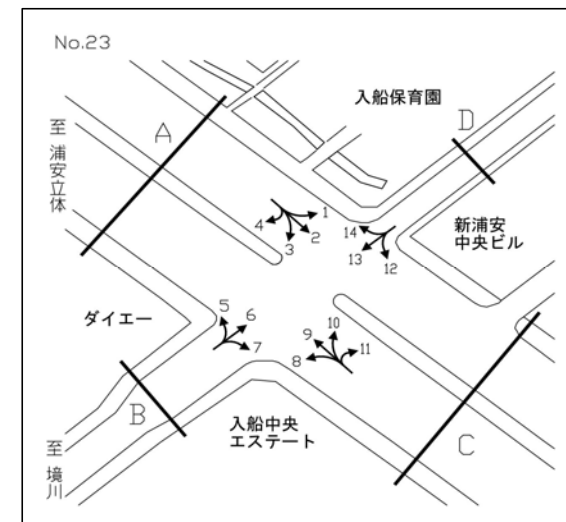 No.23
入船保育園
A
D
至 浦安立体
1
2
3
4
14
13
12
新浦安
中央ビル
ダイエー
5
6
7
8
9
10
11
B
入船中央
エステート
C
至 境川